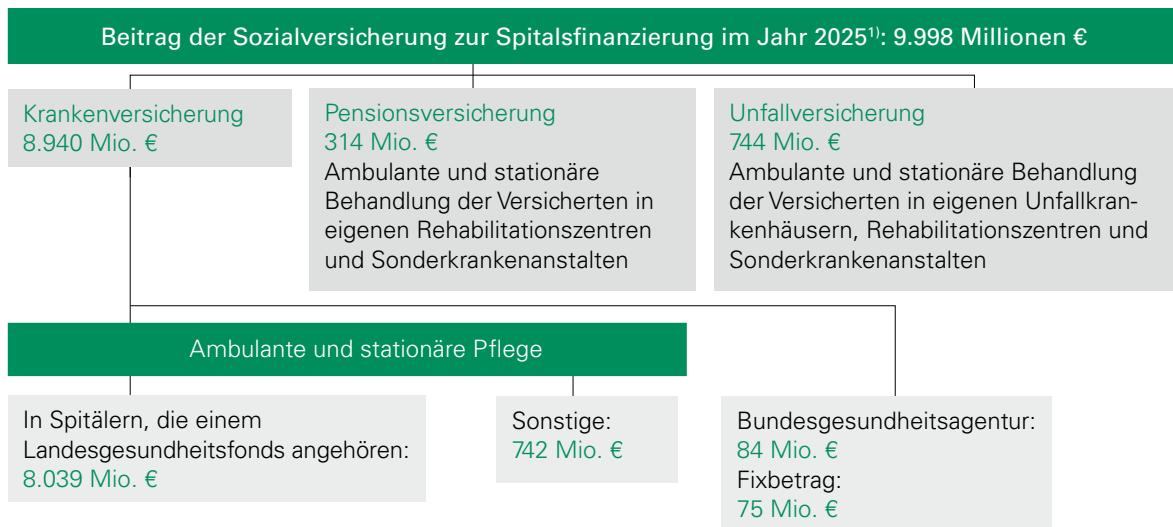 Beitrag der Sozialversicherung zur Spitalsfinanzierung im Jahr 2025¹⁾: 9.998 Millionen €
Krankenversicherung
8.940 Mio. €
Pensionsversicherung
314 Mio. €
Ambulante und stationäre
Behandlung der Versicherten in
eigenen Rehabilitationszentren
und Sonderkrankenanstalten
Unfallversicherung
744 Mio. €
Ambulante und stationäre Behandlung
der Versicherten in eigenen Unfallkran-
kenhäusern, Rehabilitationszentren und
Sonderkrankenanstalten
Ambulante und stationäre Pflege
In Spitälern, die einem
Landesgesundheitsfonds angehören:
8.039 Mio. €
Sonstige:
742 Mio. €
Bundesgesundheitsagentur:
84 Mio. €
Fixbetrag:
75 Mio. €